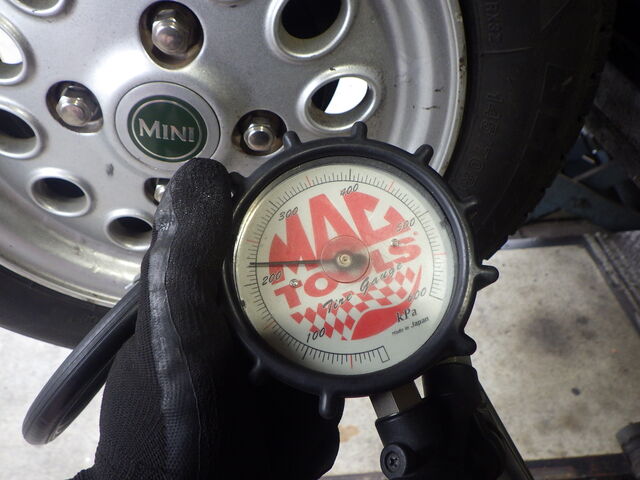 MINI
400
300
500
MAC
200
TOOLS
Tire Gauge
600
100
kPa
Made in Japan